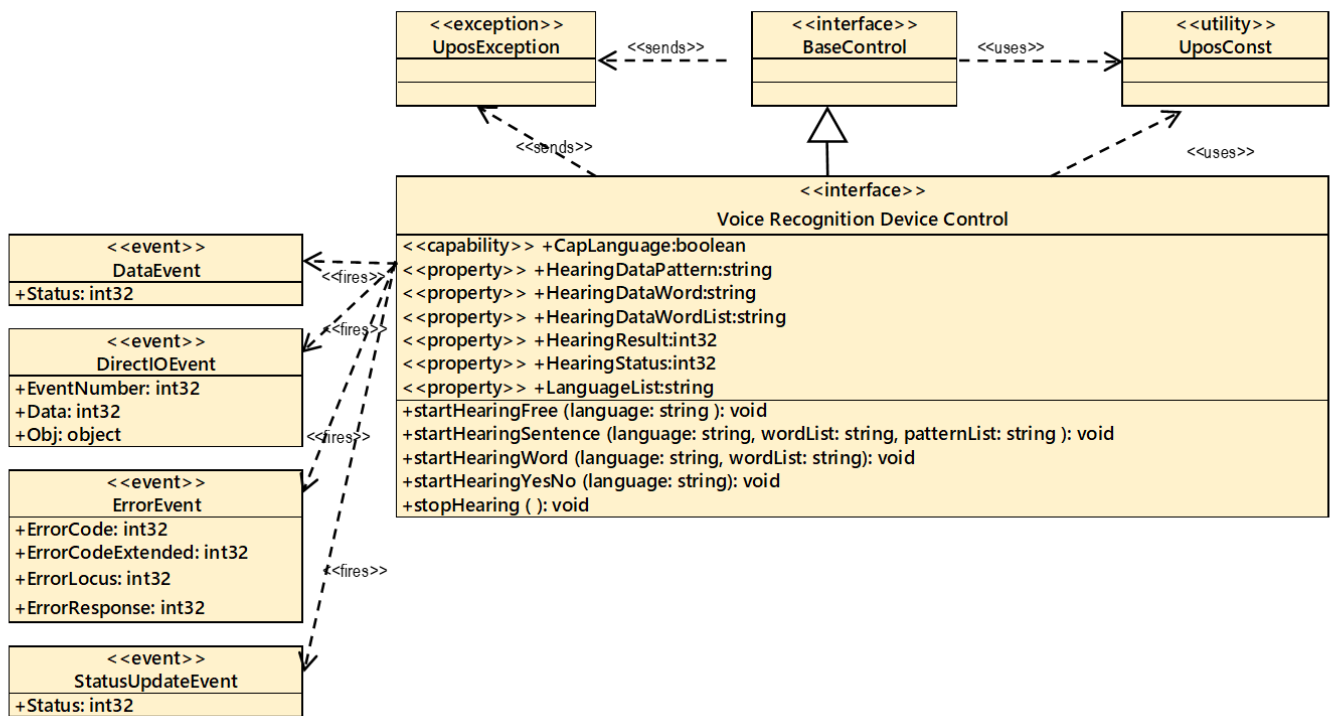 <<exception>>
UposException
<<sends>>
<<interface>>
BaseControl
<<uses>>
<<utility>>
UposConst
<<sends>>
<<uses>>
<<interface>>
Voice Recognition Device Control
<<capability>> +CapLanguage:boolean
<<property>> +HearingDataPattern:string
<<property>> +HearingDataWord:string
<<property>> +HearingDataWordList:string
<<property>> +HearingResult:int32
<<property>> +HearingStatus:int32
<<property>> +LanguageList:string
+startHearingFree (language: string ): void
+startHearingSentence (language: string, wordList: string, patternList: string ): void
+startHearingWord (language: string, wordList: string): void
+startHearingYesNo (language: string): void
+stopHearing ( ): void
<<event>>
DataEvent
+Status: int32
<<fires>>
<<event>>
DirectIOEvent
+EventNumber: int32
+Data: int32
+Obj: object
<<fires>>
<<event>>
ErrorEvent
+ErrorCode: int32
+ErrorCodeExtended: int32
+ErrorLocus: int32
+ErrorResponse: int32
<<fires>>
<<event>>
StatusUpdateEvent
+Status: int32
<<fires>>